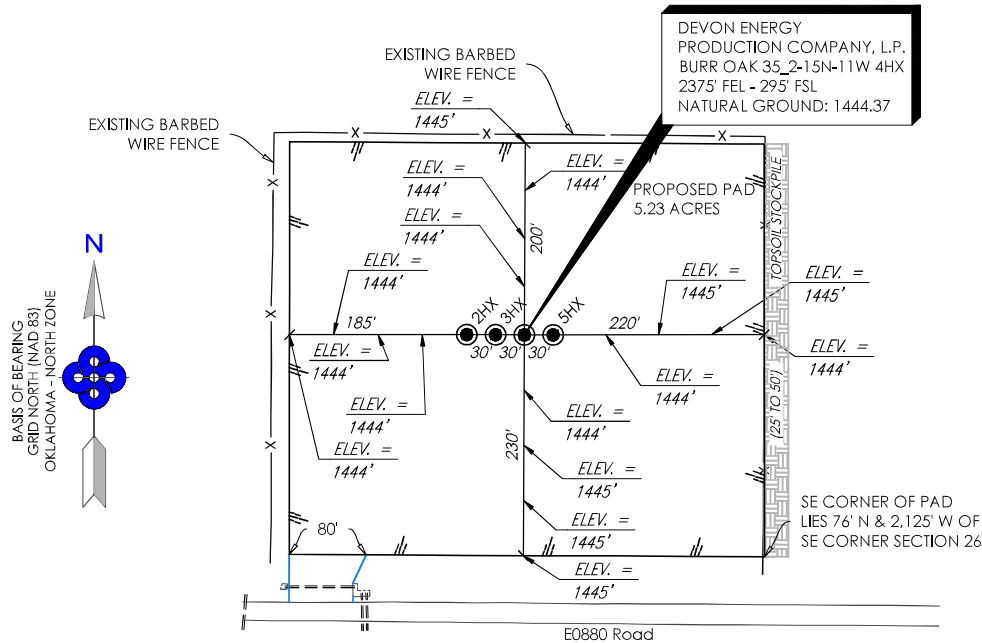 DEVON ENERGY
PRODUCTION COMPANY, L.P.
BURR OAK 35_2-15N-11W 4HX
2375' FEL - 295' FSL
NATURAL GROUND: 1444.37
EXISTING BARBED
WIRE FENCE
EXISTING BARBED
WIRE FENCE
ELEV. =
1445'
ELEV. =
1444'
ELEV. =
1444'
PROPOSED PAD
5.23 ACRES
TOPSOIL STOCKPILE
(25' TO 50')
ELEV. =
1444'
200'
N
BASIS OF BEARING
GRID NORTH (NAD 83)
OKLAHOMA - NORTH ZONE
ELEV. =
1444'
ELEV. =
1445'
ELEV. =
1445'
185'
2HX
3HX
5HX
220'
30'
30'
30'
ELEV. =
1444'
ELEV. =
1444'
ELEV. =
1444'
ELEV. =
1444'
ELEV. =
1444'
ELEV. =
1444'
230'
ELEV. =
1445'
ELEV. =
1445'
ELEV. =
1445'
80'
SE CORNER OF PAD
LIES 76' N & 2,125' W OF
SE CORNER SECTION 26
E0880 Road